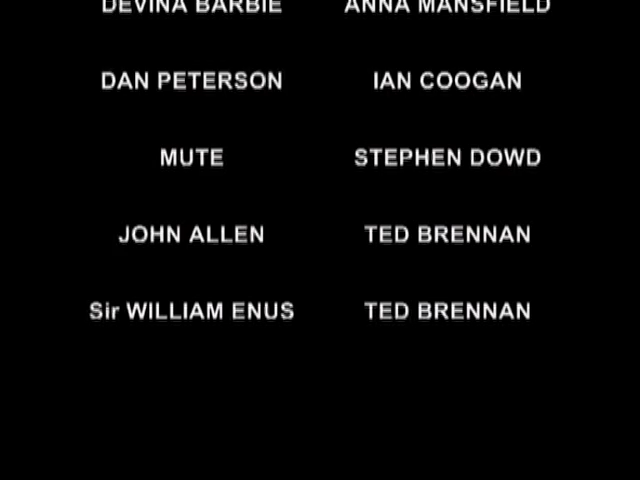 DEVINA BARBIE ANNA MANSFIELD
DAN PETERSON IAN COOGAN
MUTE STEPHEN DOWD
JOHN ALLEN TED BRENNAN
Sir WILLIAM ENUS TED BRENNAN